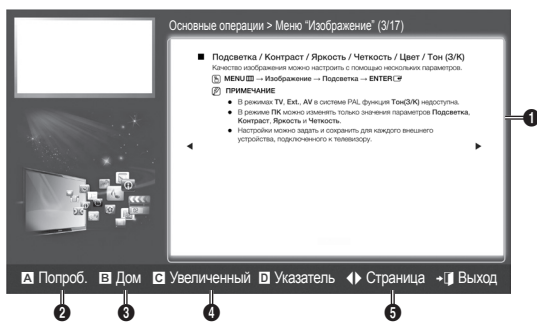 Основные операции > Меню “Изображение” (3/17)
■ Подсветка / Контраст / Яркость / Четкость / Цвет / Тон (З/К)
Качество изображения можно настроить с помощью нескольких параметров.
MENU → Изображение → Подсветка → ENTER
ПРИМЕЧАНИЕ
● В режимах TV, Ext., AV в системе PAL функция Тон(З/К) недоступна.
● В режиме ПК можно изменять только значения параметров Подсветка,
Контраст, Яркость и Четкость.
● Настройки можно задать и сохранить для каждого внешнего
устройства, подключенного к телевизору.
◀ ▶
1
A Попроб. B Дом C Увеличенный D Указатель Страница Выход
2 3 4 5